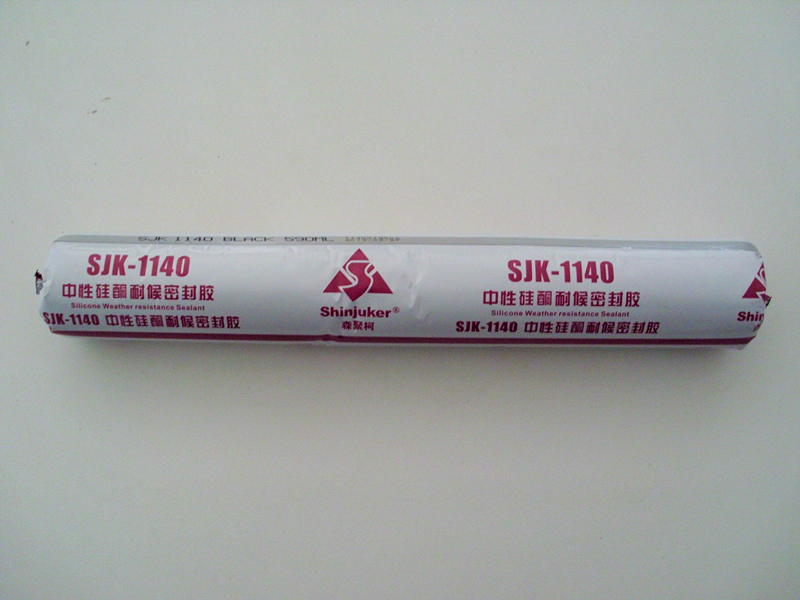 SJK 1140 BLACK 590ML
SJK-1140
中性硅酮耐候密封胶
Silicone Weather resistance Sealant
SJK-1140 中性硅酮耐候密封胶
Shinjuker®
森聚柯
SJK-1140
中性硅酮耐候密封胶
Silicone Weather resistance Sealant
SJK-1140 中性硅酮耐候密封胶
Shinj